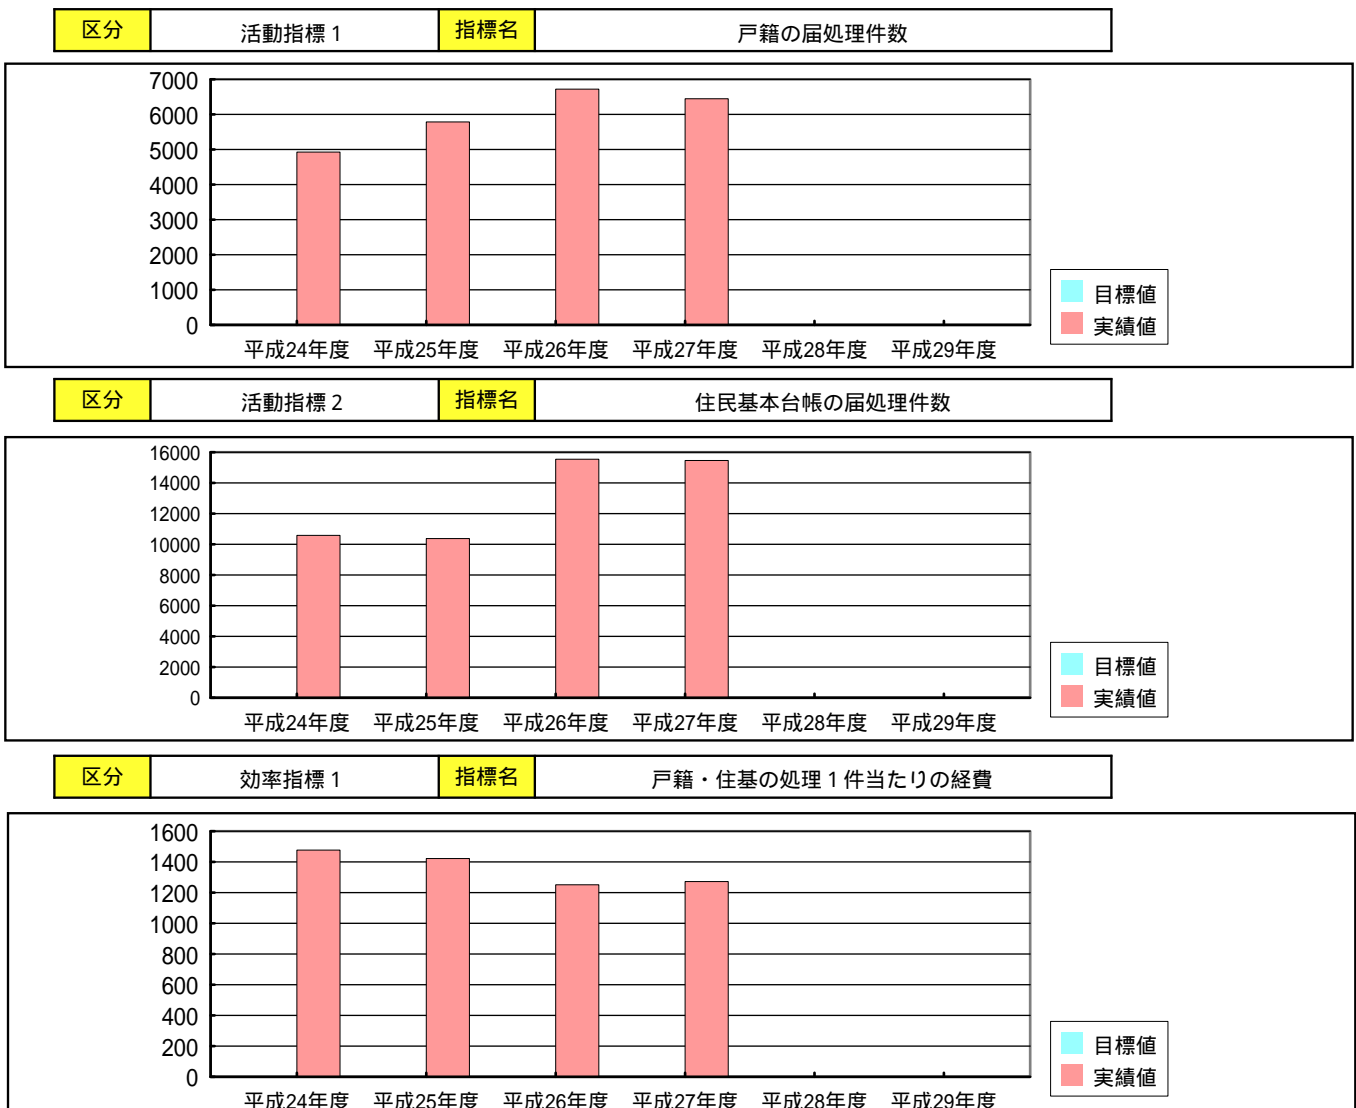 区分 活動指標1 指標名 戸籍の届処理件数
7000
6000
5000
4000
3000
2000
1000
0
平成24年度 平成25年度 平成26年度 平成27年度 平成28年度 平成29年度
目標値
実績値
区分 活動指標2 指標名 住民基本台帳の届処理件数
16000
14000
12000
10000
8000
6000
4000
2000
0
平成24年度 平成25年度 平成26年度 平成27年度 平成28年度 平成29年度
目標値
実績値
区分 効率指標1 指標名 戸籍・住基の処理1件当たりの経費
1600
1400
1200
1000
800
600
400
200
0
平成24年度 平成25年度 平成26年度 平成27年度 平成28年度 平成29年度
目標値
実績値